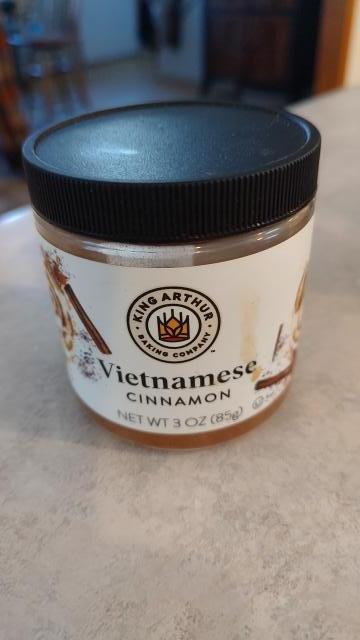 KING ARTHUR
BAKING COMPANY
Vietnamese
CINNAMON
NET WT 3 OZ (85g)